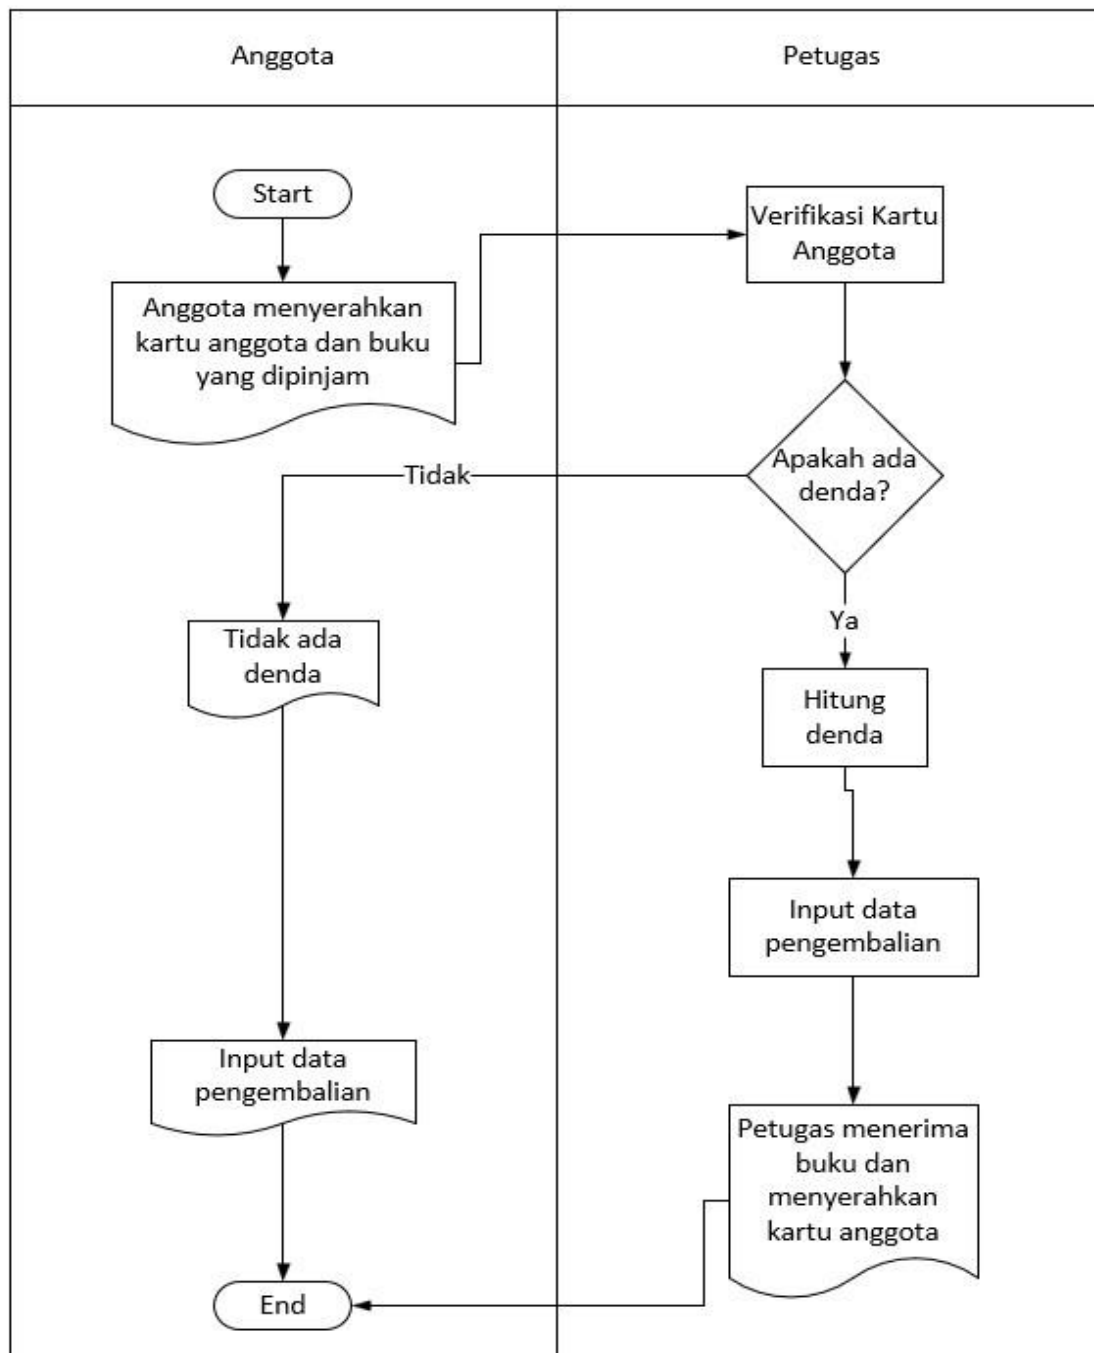 Anggota
Petugas
Start
Verifikasi Kartu
Anggota
Anggota menyerahkan
kartu anggota dan buku
yang dipinjam
Apakah ada
denda?
Tidak
Ya
Tidak ada
denda
Hitung
denda
Input data
pengembalian
Input data
pengembalian
Petugas menerima
buku dan
menyerahkan
kartu anggota
End